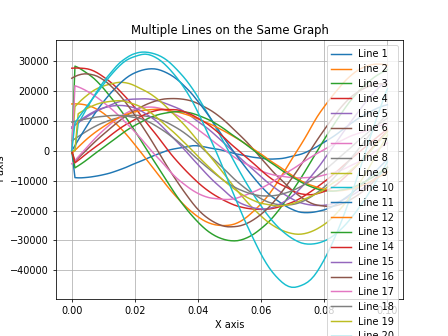 Multiple Lines on the Same Graph
30000
20000
10000
0
−10000
−20000
−30000
−40000
0.00
0.02
0.04
0.06
X axis
Line 1
Line 2
Line 3
Line 4
Line 5
Line 6
Line 7
Line 8
Line 9
Line 10
Line 11
Line 12
Line 13
Line 14
Line 15
Line 16
Line 17
Line 18
Line 19
Line 20